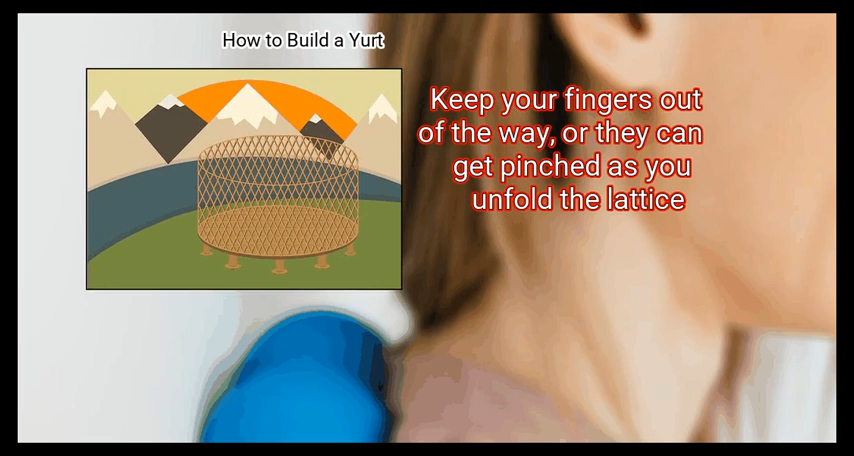 How to Build a Yurt
Keep your fingers out
of the way, or they can
get pinched as you
unfold the lattice